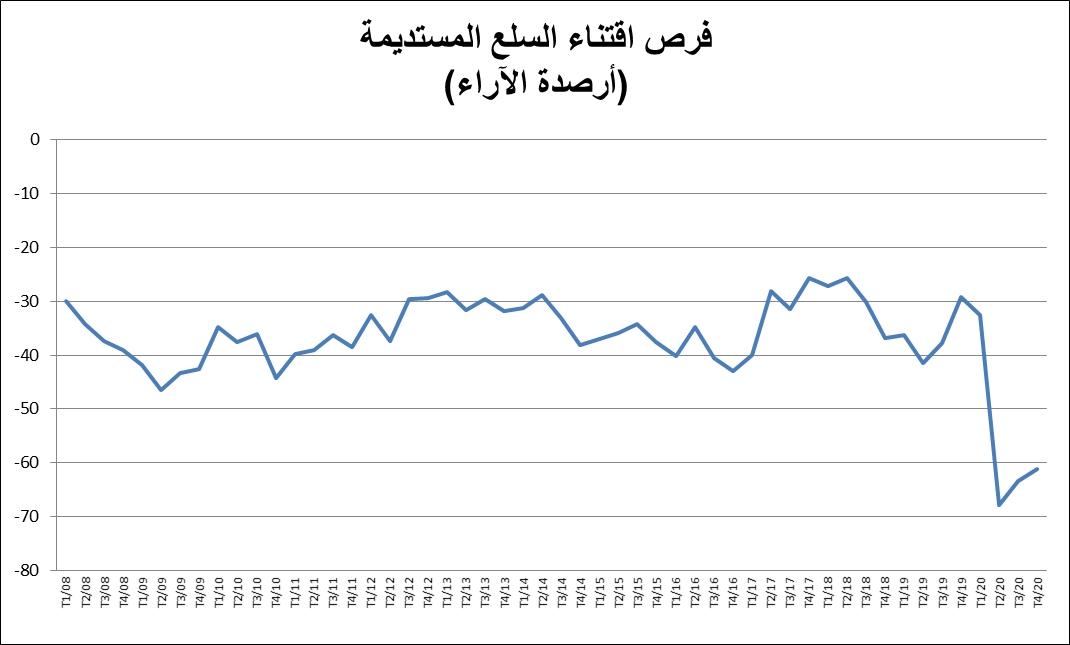 فرص اقتناء السلع المستديمة
(أرصدة الآراء)
0
-10
-20
-30
-40
-50
-60
-70
-80
T1/08
T2/08
T3/08
T4/08
T1/09
T2/09
T3/09
T4/09
T1/10
T2/10
T3/10
T4/10
T1/11
T2/11
T3/11
T4/11
T1/12
T2/12
T3/12
T4/12
T1/13
T2/13
T3/13
T4/13
T1/14
T2/14
T3/14
T4/14
T1/15
T2/15
T3/15
T4/15
T1/16
T2/16
T3/16
T4/16
T1/17
T2/17
T3/17
T4/17
T1/18
T2/18
T3/18
T4/18
T1/19
T2/19
T3/19
T4/19
T1/20
T2/20
T3/20
T4/20